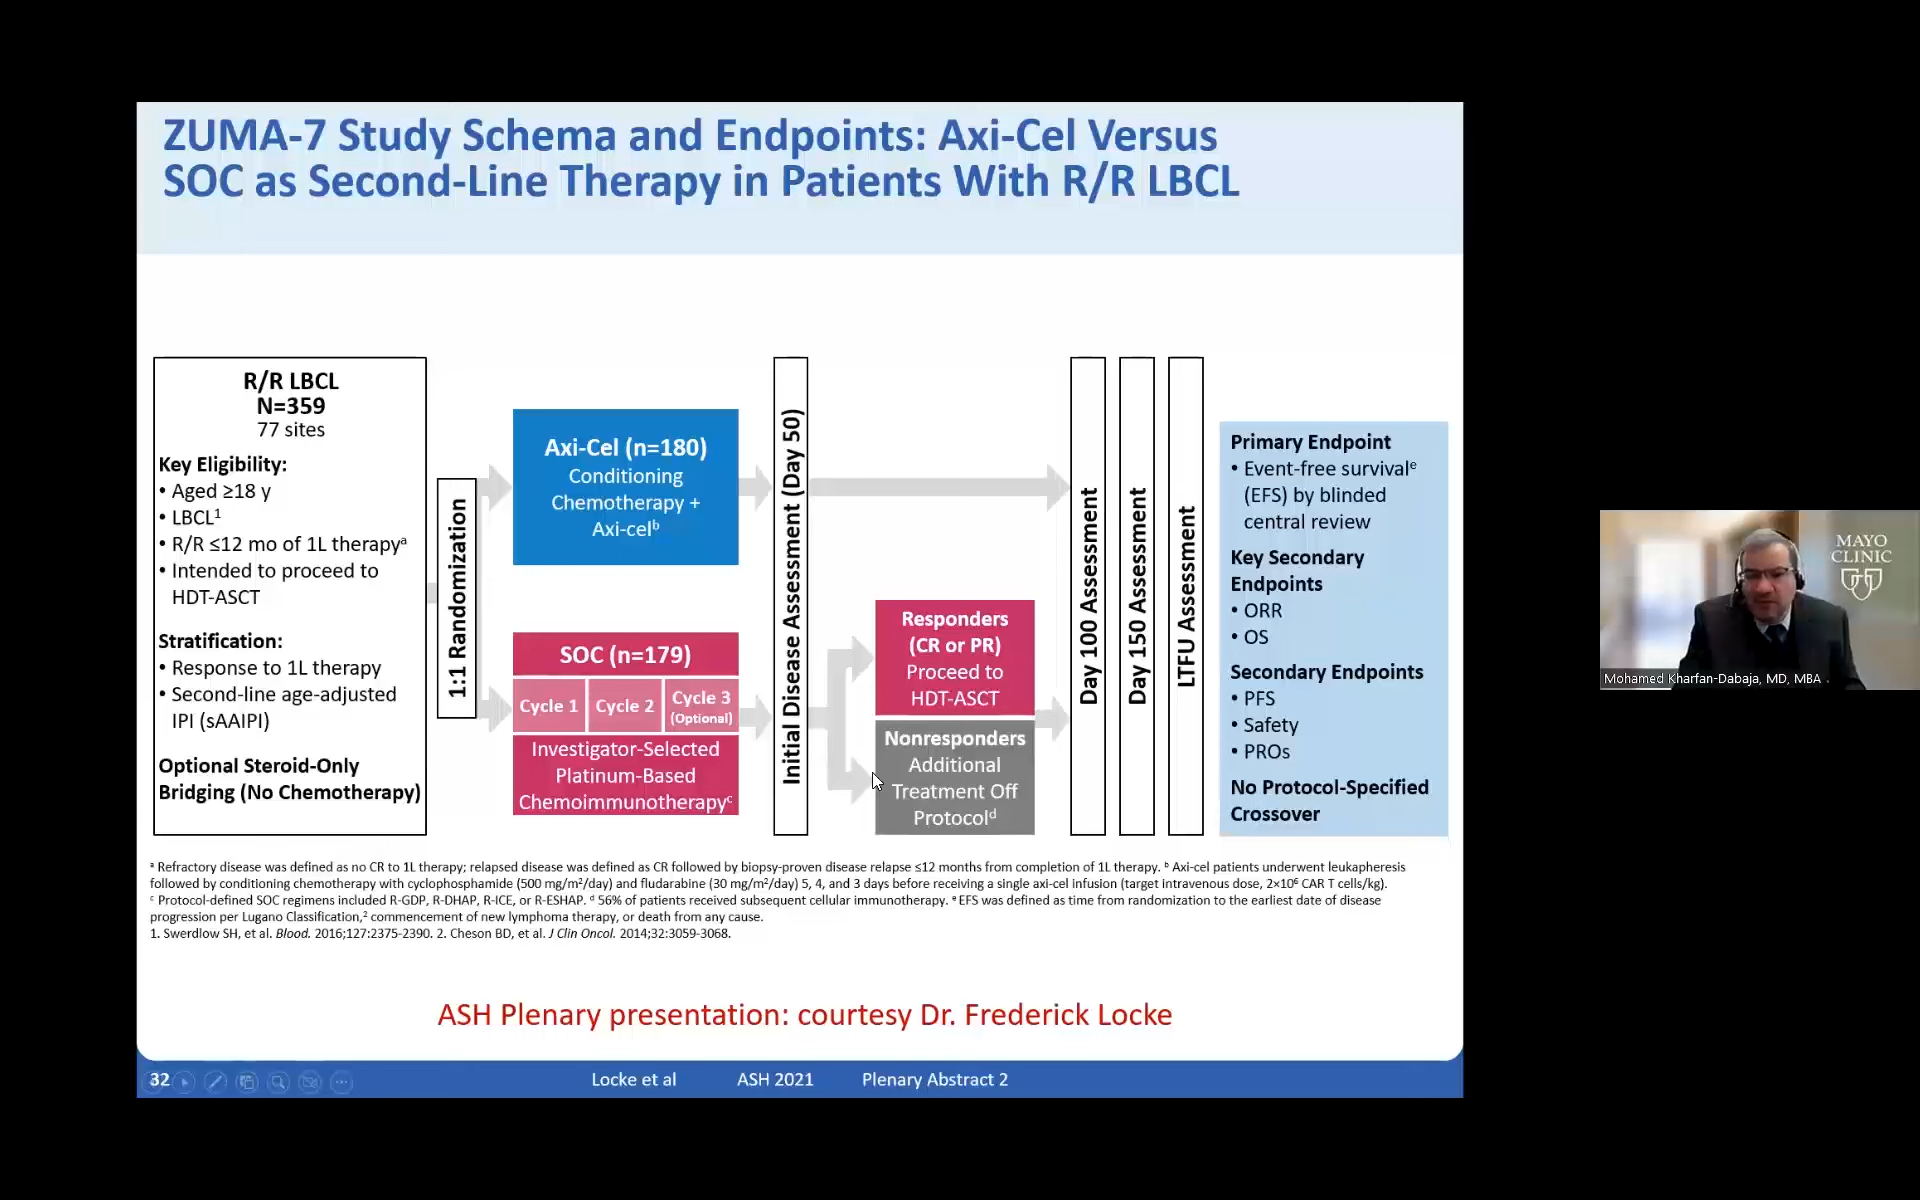 ZUMA-7 Study Schema and Endpoints: Axi-Cel Versus
SOC as Second-Line Therapy in Patients With R/R LBCL
R/R LBCL
N=359
77 sites
Key Eligibility:
• Aged ≥18 y
• LBCL¹
• R/R ≤12 mo of 1L therapyᵃ
• Intended to proceed to
HDT-ASCT
Stratification:
• Response to 1L therapy
• Second-line age-adjusted
IPI (sAAIPI)
Optional Steroid-Only
Bridging (No Chemotherapy)
1:1 Randomization
Axi-Cel (n=180)
Conditioning
Chemotherapy +
Axi-celᵇ
SOC (n=179)
Cycle 1
Cycle 2
Cycle 3
(Optional)
Investigator-Selected
Platinum-Based
Chemoimmunotherapyᶜ
Initial Disease Assessment (Day 50)
Responders
(CR or PR)
Proceed to
HDT-ASCT
Nonresponders
Additional
Treatment Off
Protocolᵈ
Day 100 Assessment
Day 150 Assessment
LTFU Assessment
Primary Endpoint
• Event-free survivalᵉ
(EFS) by blinded
central review
Key Secondary
Endpoints
• ORR
• OS
Secondary Endpoints
• PFS
• Safety
• PROs
No Protocol-Specified
Crossover
ᵃ Refractory disease was defined as no CR to 1L therapy; relapsed disease was defined as CR followed by biopsy-proven disease relapse ≤12 months from completion of 1L therapy. ᵇ Axi-cel patients underwent leukapheresis
followed by conditioning chemotherapy with cyclophosphamide (500 mg/m²/day) and fludarabine (30 mg/m²/day) 5, 4, and 3 days before receiving a single axi-cel infusion (target intravenous dose, 2×10⁶ CAR T cells/kg).
ᶜ Protocol-defined SOC regimens included R-GDP, R-DHAP, R-ICE, or R-ESHAP. ᵈ 56% of patients received subsequent cellular immunotherapy. ᵉ EFS was defined as time from randomization to the earliest date of disease
progression per Lugano Classification,² commencement of new lymphoma therapy, or death from any cause.
1. Swerdlow SH, et al. Blood. 2016;127:2375-2390. 2. Cheson BD, et al. J Clin Oncol. 2014;32:3059-3068.
ASH Plenary presentation: courtesy Dr. Frederick Locke
32
Locke et al ASH 2021 Plenary Abstract 2
MAYO
CLINIC
Mohamed Kharfan-Dabaja, MD, MBA